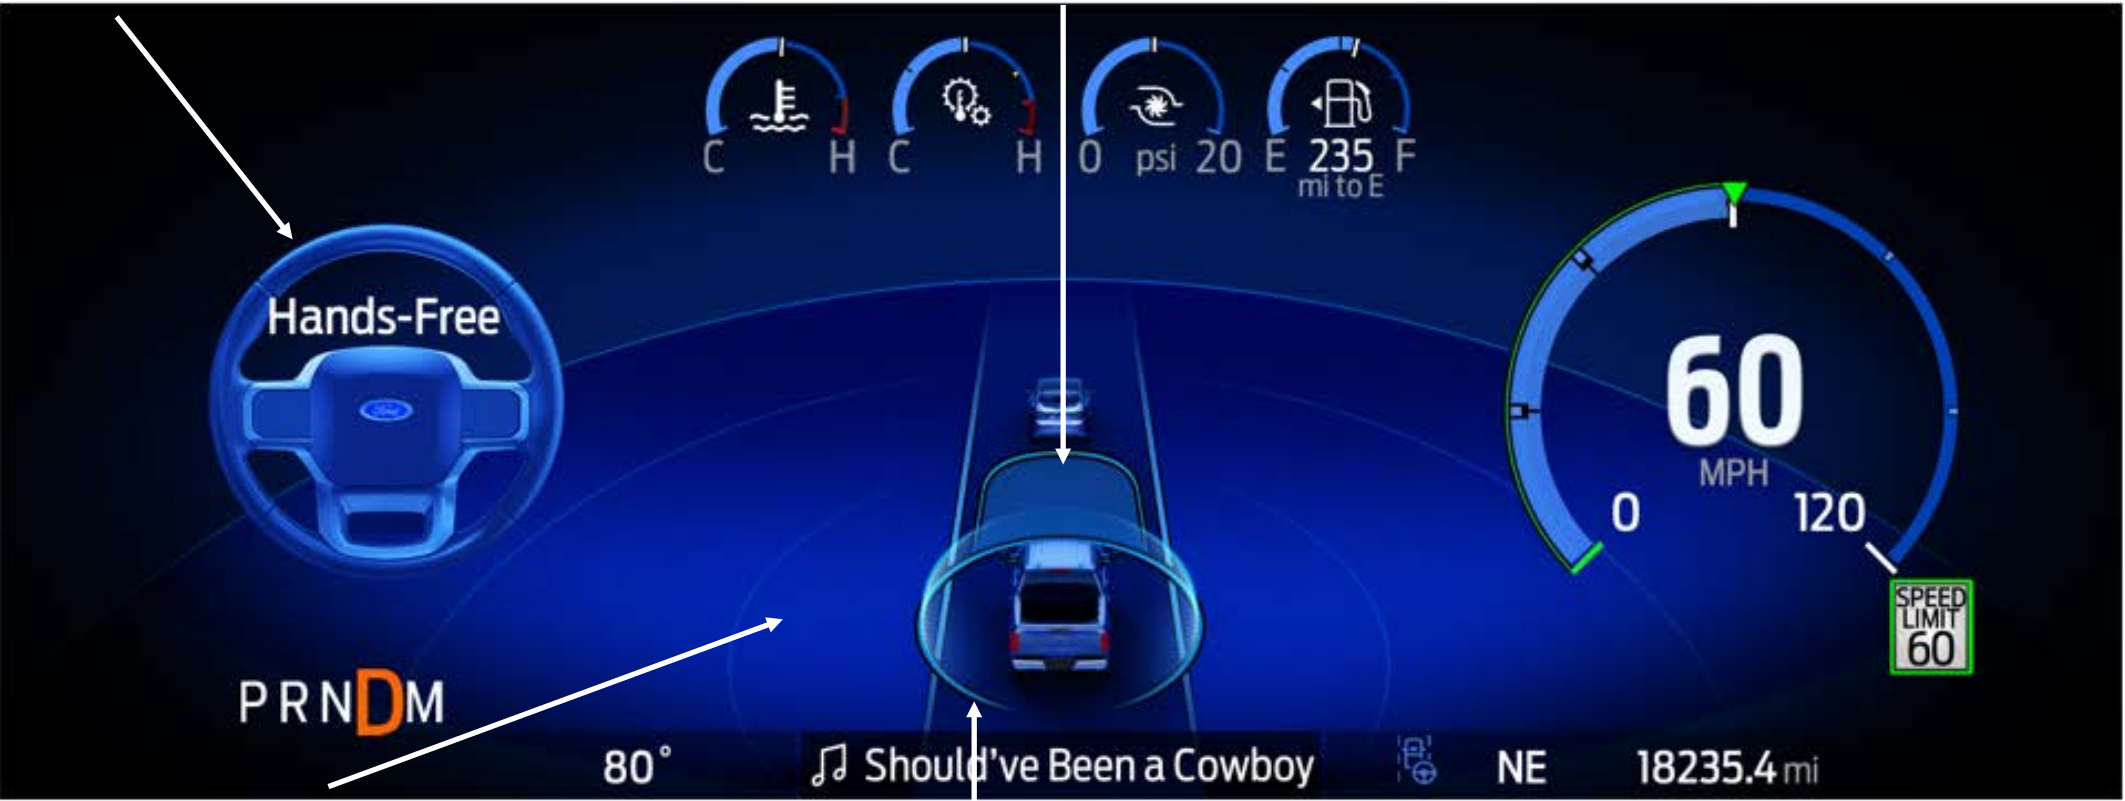 C H C H 0 psi 20 E 235 F
mi to E
Hands-Free
Ford
60
MPH
0 120
SPEED
LIMIT
60
P R N D M
80° Should've Been a Cowboy NE 18235.4 mi